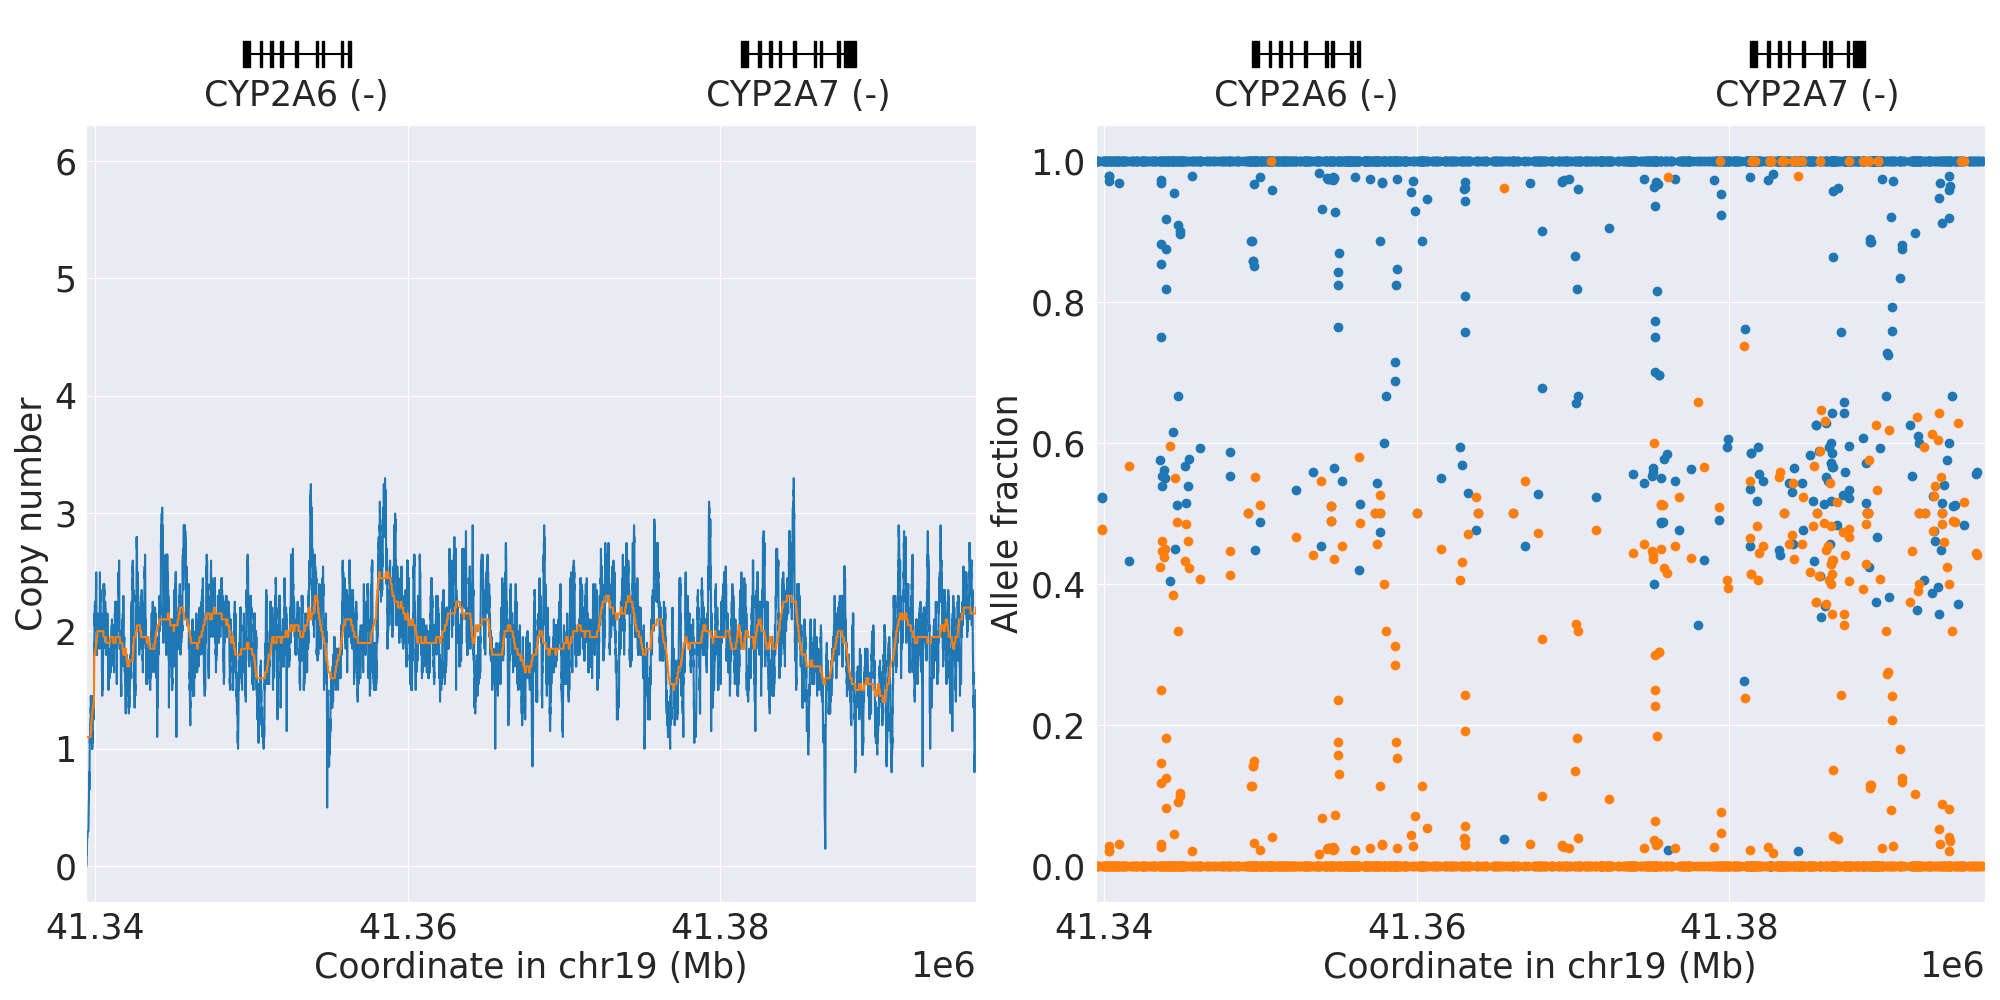 CYP2A6 (-) CYP2A7 (-)
CYP2A6 (-) CYP2A7 (-)
Copy number
6
5
4
3
2
1
0
41.34 41.36 41.38
Coordinate in chr19 (Mb) 1e6
Allele fraction
1.0
0.8
0.6
0.4
0.2
0.0
41.34 41.36 41.38
Coordinate in chr19 (Mb) 1e6